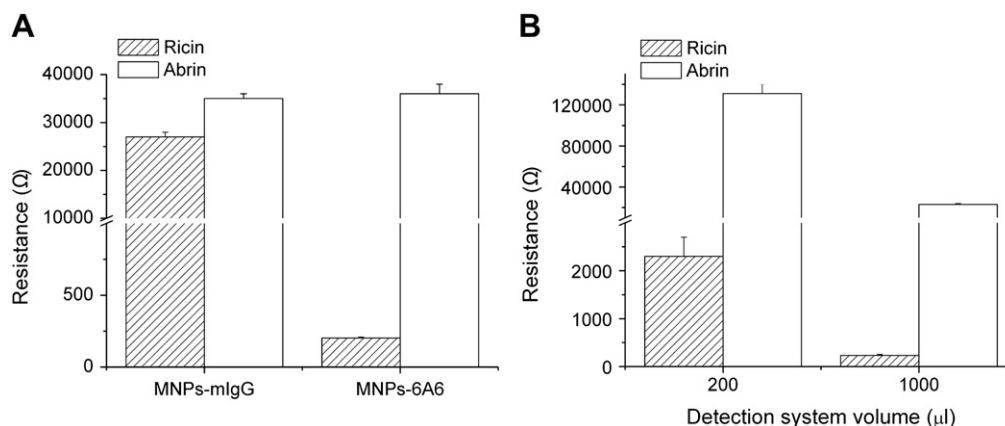 A
Ricin
Abrin
40000
30000
20000
10000
500
0
Resistance (Ω)
MNPs-mIgG
MNPs-6A6
B
Ricin
Abrin
120000
80000
40000
2000
1000
0
Resistance (Ω)
200
1000
Detection system volume (µl)